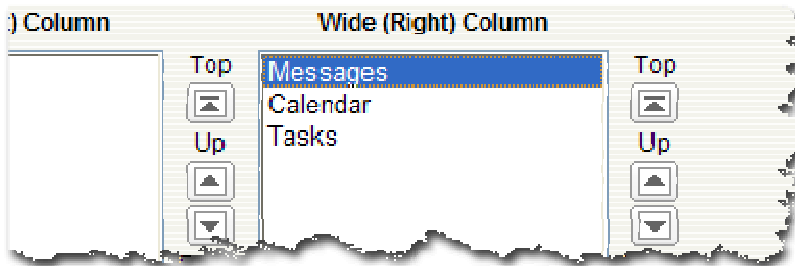 ) Column
Wide (Right) Column
Top
Up
Messages
Calendar
Tasks
Top
Up